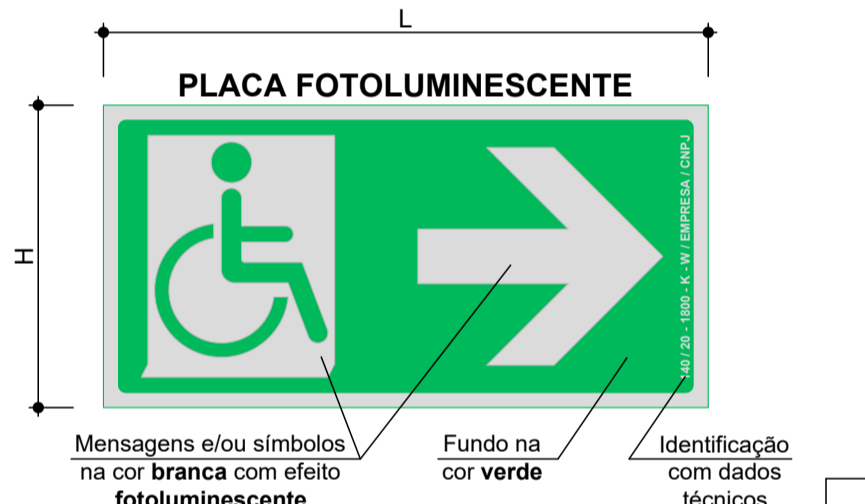 L
PLACA FOTOLUMINESCENTE
H
140 / 20 - 1800 - K - W / EMPRESA / CNPJ
Mensagens e/ou símbolos
na cor branca com efeito
fotoluminescente
Fundo na
cor verde
Identificação
com dados
técnicos